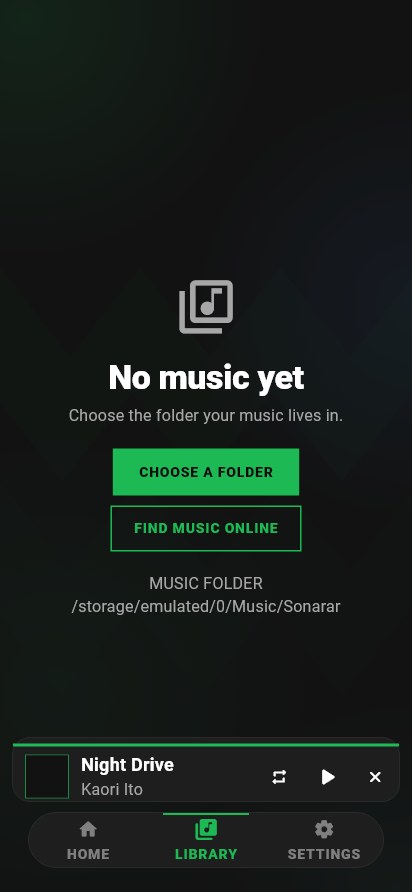 No music yet
Choose the folder your music lives in.
CHOOSE A FOLDER
FIND MUSIC ONLINE
MUSIC FOLDER
/storage/emulated/0/Music/Sonarar
Night Drive
Kaori Ito
HOME
LIBRARY
SETTINGS